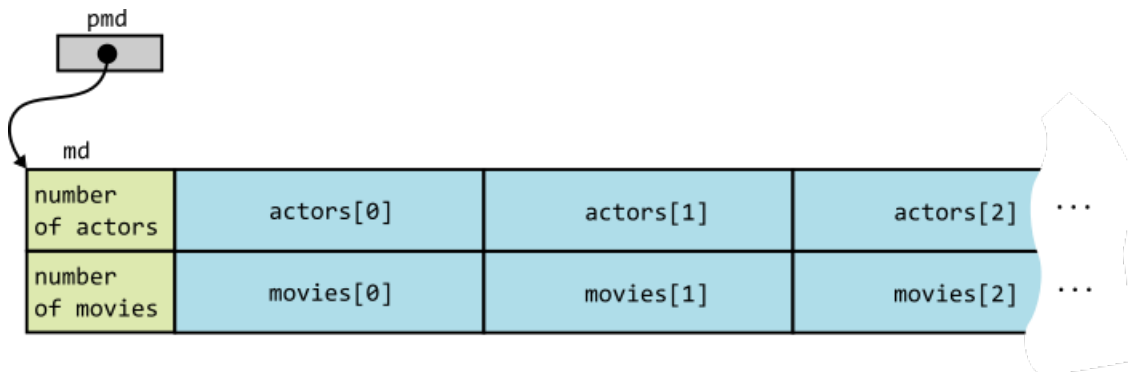 pmd
md
number
of actors
actors[0]
actors[1]
actors[2]
...
number
of movies
movies[0]
movies[1]
movies[2]
...